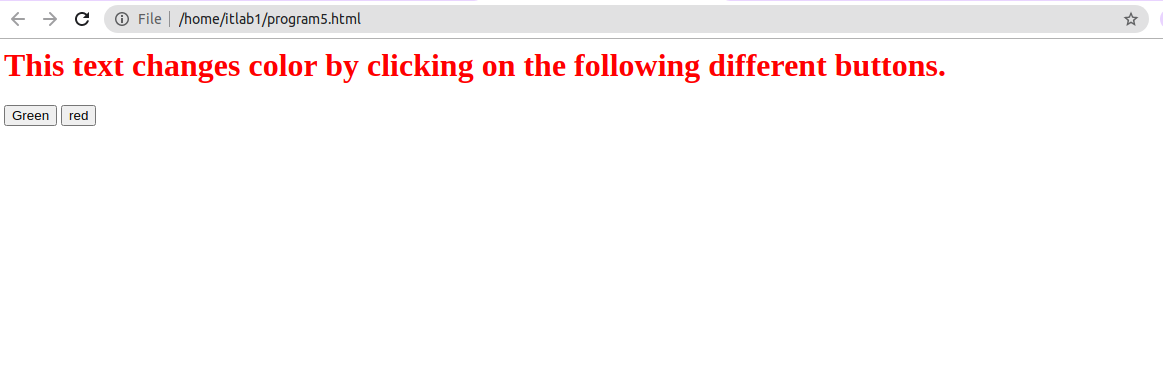 File | /home/itlab1/program5.html
This text changes color by clicking on the following different buttons.
Green red